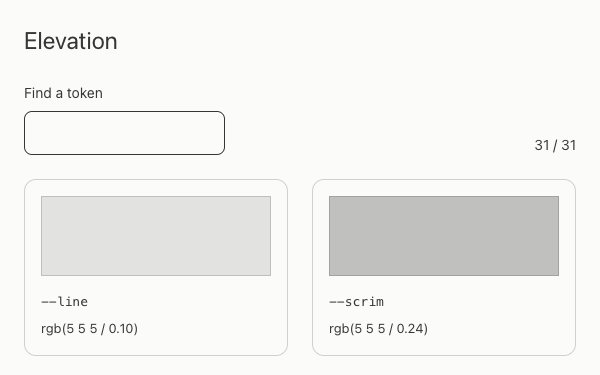 Elevation
Find a token
31 / 31
--line
rgb(5 5 5 / 0.10)
--scrim
rgb(5 5 5 / 0.24)